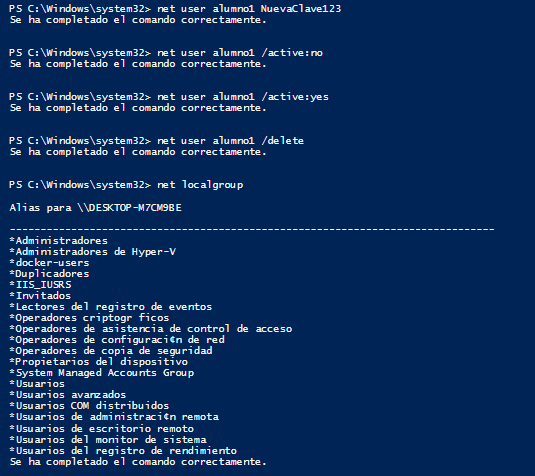 PS C:\Windows\system32> net user alumno1 NuevaClave123
Se ha completado el comando correctamente.
PS C:\Windows\system32> net user alumno1 /active:no
Se ha completado el comando correctamente.
PS C:\Windows\system32> net user alumno1 /active:yes
Se ha completado el comando correctamente.
PS C:\Windows\system32> net user alumno1 /delete
Se ha completado el comando correctamente.
PS C:\Windows\system32> net localgroup
Alias para \\DESKTOP-M7CM9BE
-------------------------------------------------------------------------------
*Administradores
*Administradores de Hyper-V
*docker-users
*Duplicadores
*IIS_IUSRS
*Invitados
*Lectores del registro de eventos
*Operadores criptogr ficos
*Operadores de asistencia de control de acceso
*Operadores de configuraci¢n de red
*Operadores de copia de seguridad
*Propietarios del dispositivo
*System Managed Accounts Group
*Usuarios
*Usuarios avanzados
*Usuarios COM distribuidos
*Usuarios de administraci¢n remota
*Usuarios de escritorio remoto
*Usuarios del monitor de sistema
*Usuarios del registro de rendimiento
Se ha completado el comando correctamente.